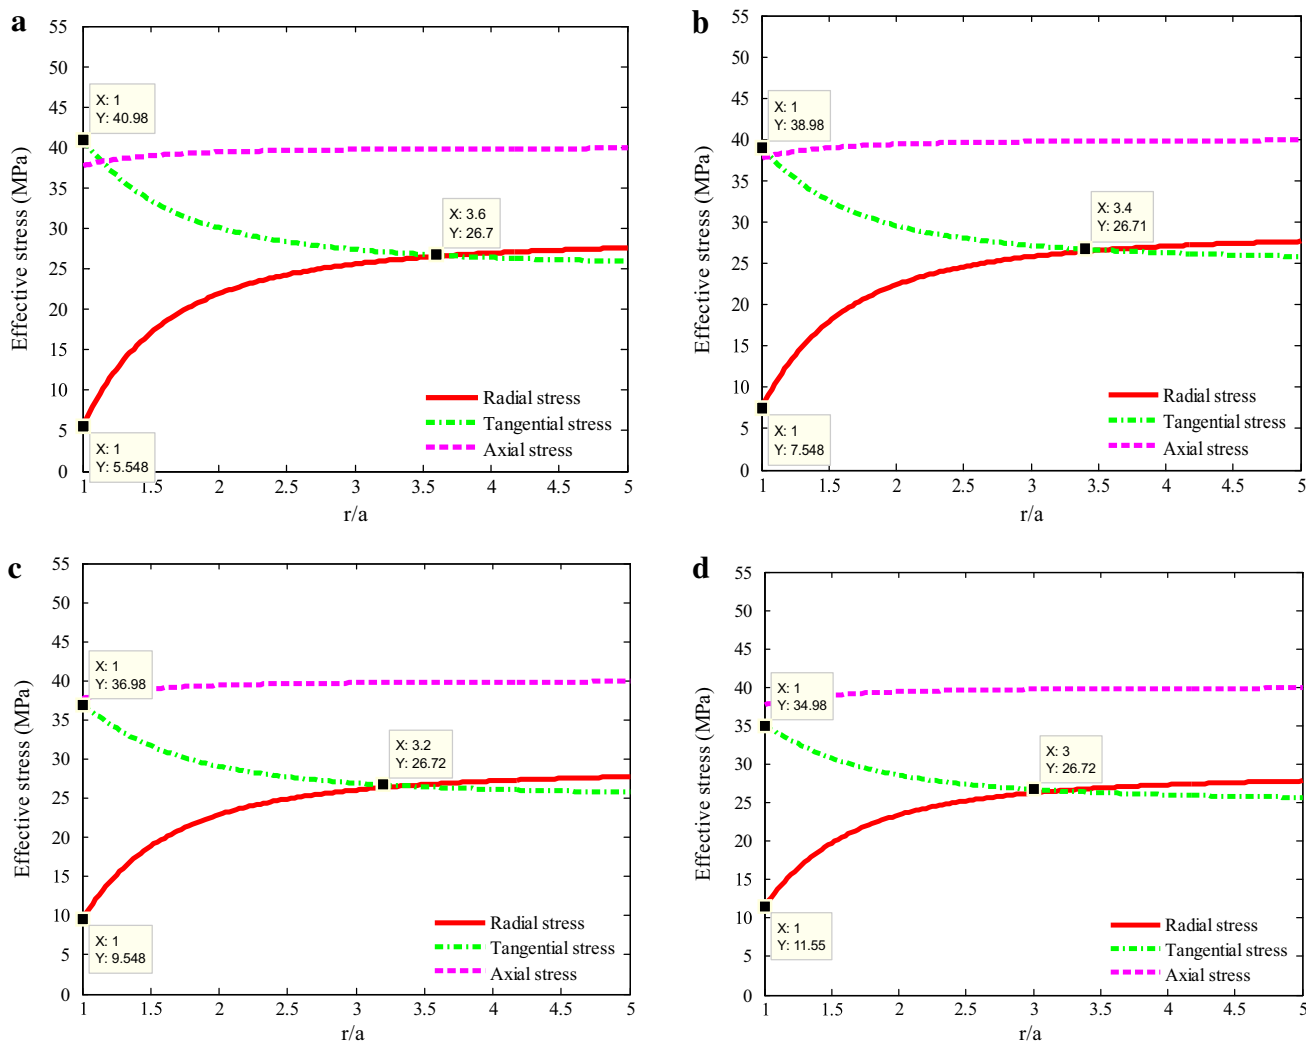 a
55
50
45
40
35
30
25
20
15
10
5
0
Effective stress (MPa)
X: 1
Y: 40.98
X: 3.6
Y: 26.7
X: 1
Y: 5.548
Radial stress
Tangential stress
Axial stress
1 1.5 2 2.5 3 3.5 4 4.5 5
r/a
b
55
50
45
40
35
30
25
20
15
10
5
0
Effective stress (MPa)
X: 1
Y: 38.98
X: 3.4
Y: 26.71
X: 1
Y: 7.548
Radial stress
Tangential stress
Axial stress
1 1.5 2 2.5 3 3.5 4 4.5 5
r/a
c
55
50
45
40
35
30
25
20
15
10
5
0
Effective stress (MPa)
X: 1
Y: 36.98
X: 3.2
Y: 26.72
X: 1
Y: 9.548
Radial stress
Tangential stress
Axial stress
1 1.5 2 2.5 3 3.5 4 4.5 5
r/a
d
55
50
45
40
35
30
25
20
15
10
5
0
Effective stress (MPa)
X: 1
Y: 34.98
X: 3
Y: 26.72
X: 1
Y: 11.55
Radial stress
Tangential stress
Axial stress
1 1.5 2 2.5 3 3.5 4 4.5 5
r/a